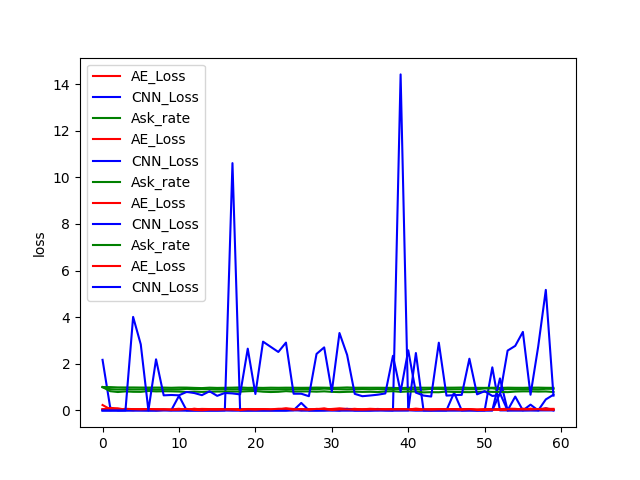 14
12
10
8
6
4
2
0
loss
AE_Loss
CNN_Loss
Ask_rate
AE_Loss
CNN_Loss
Ask_rate
AE_Loss
CNN_Loss
Ask_rate
AE_Loss
CNN_Loss
0 10 20 30 40 50 60